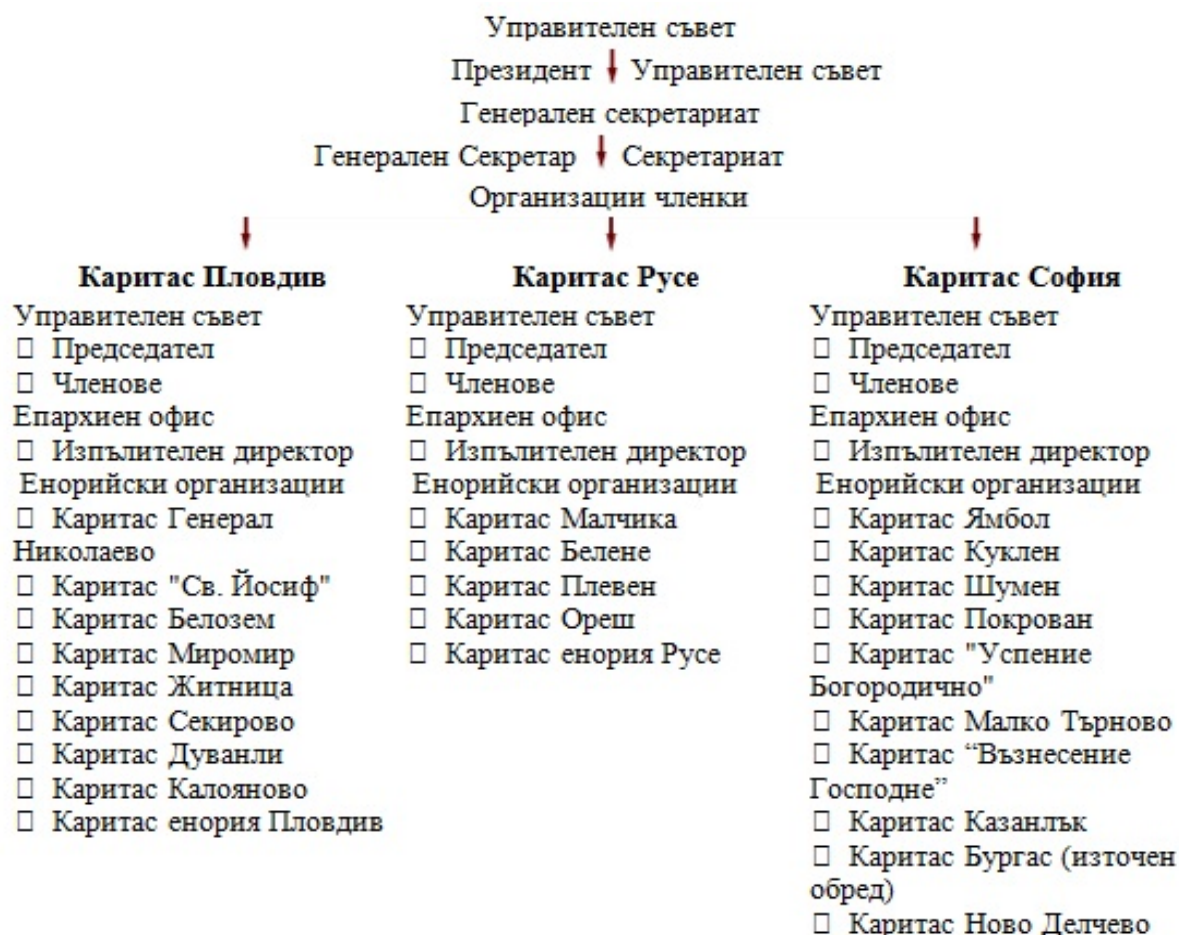 Управителен съвет
Президент Управителен съвет
Генерален секретариат
Генерален Секретар Секретариат
Организации членки
Каритас Пловдив
Управителен съвет
Председател
Членове
Епархиен офис
Изпълителен директор
Енорийски организации
Каритас Генерал
Николаево
Каритас "Св. Йосиф"
Каритас Белозем
Каритас Миромир
Каритас Житница
Каритас Секирово
Каритас Дуванли
Каритас Калояново
Каритас енория Пловдив
Каритас Русе
Управителен съвет
Председател
Членове
Епархиен офис
Изпълителен директор
Енорийски организации
Каритас Малчика
Каритас Белене
Каритас Плевен
Каритас Ореш
Каритас енория Русе
Каритас София
Управителен съвет
Председател
Членове
Епархиен офис
Изпълителен директор
Енорийски организации
Каритас Ямбол
Каритас Куклен
Каритас Шумен
Каритас Покрован
Каритас "Успение
Богородично"
Каритас Малко Търново
Каритас “Възнесение
Господне”
Каритас Казанлък
Каритас Бургас (източен
обред)
Каритас Ново Делчево